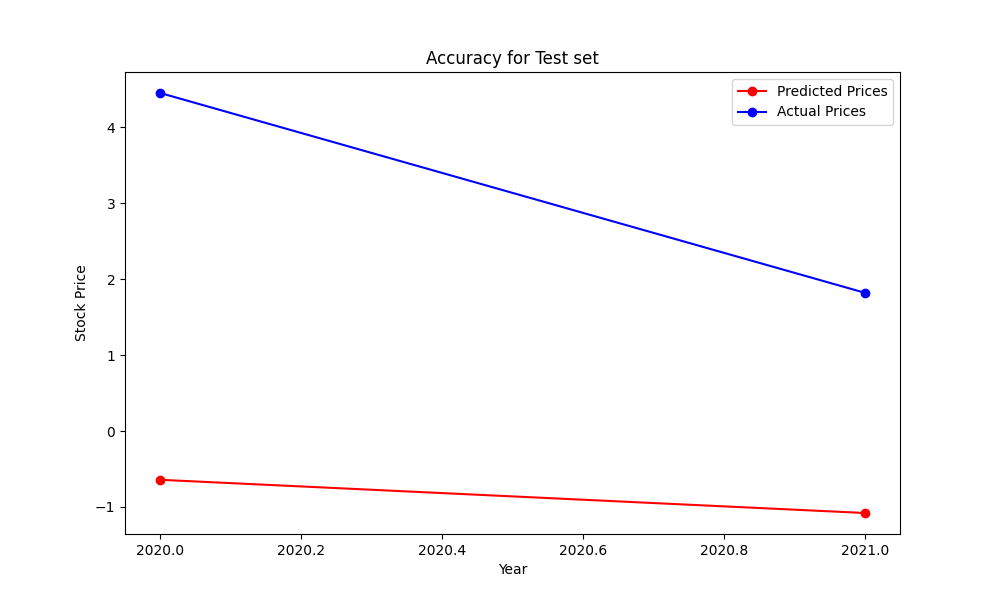 Accuracy for Test set
Predicted Prices
Actual Prices
Stock Price
4
3
2
1
0
−1
2020.0 2020.2 2020.4 2020.6 2020.8 2021.0
Year